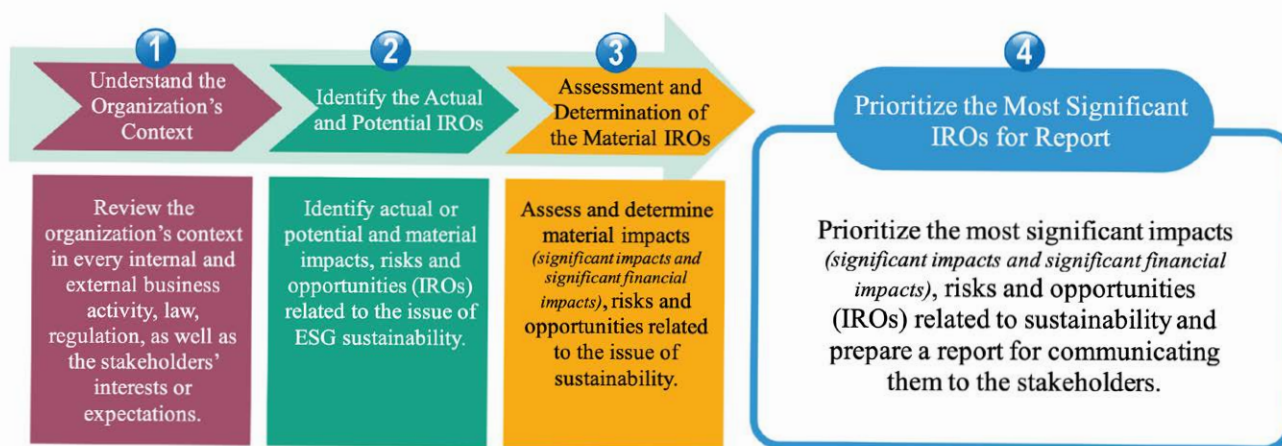 1
Understand the
Organization's
Context
Review the
organization's context
in every internal and
external business
activity, law,
regulation, as well as
the stakeholders'
interests or
expectations.
2
Identify the Actual
and Potential IROs
Identify actual or
potential and material
impacts, risks and
opportunities (IROs)
related to the issue of
ESG sustainability.
3
Assessment and
Determination of
the Material IROs
Assess and determine
material impacts
(significant impacts and
significant financial
impacts), risks and
opportunities related
to the issue of
sustainability.
4
Prioritize the Most Significant
IROs for Report
Prioritize the most significant impacts
(significant impacts and significant financial
impacts), risks and opportunities
(IROs) related to sustainability and
prepare a report for communicating
them to the stakeholders.